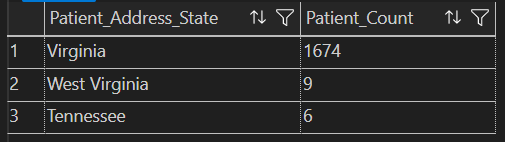 Patient_Address_State Patient_Count
1 Virginia 1674
2 West Virginia 9
3 Tennessee 6